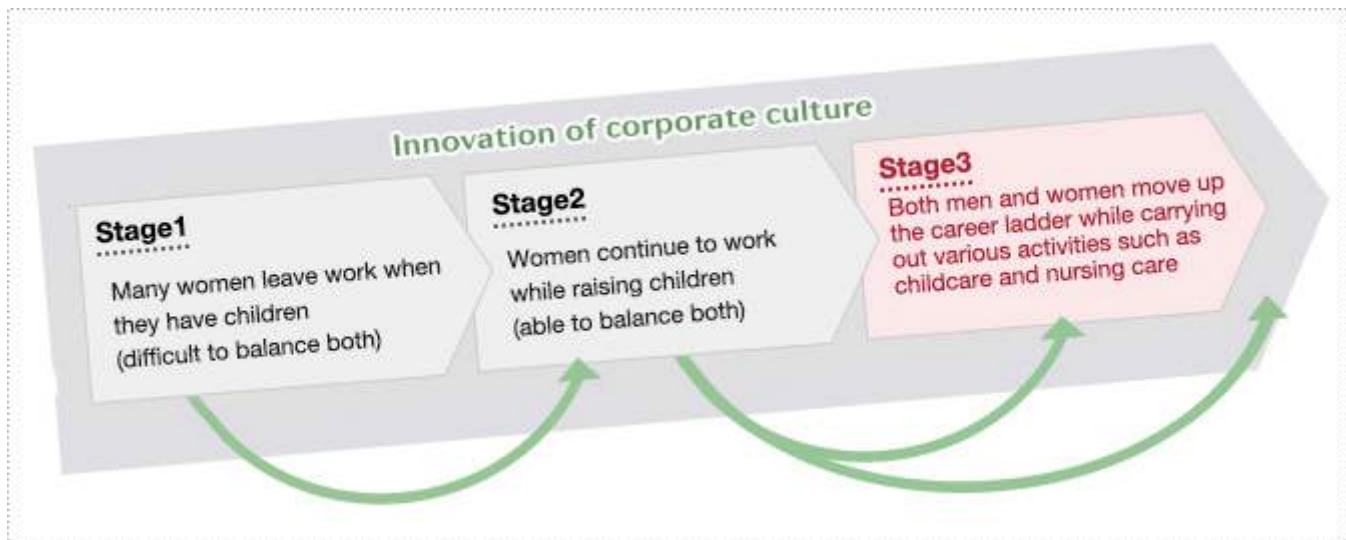 Innovation of corporate culture
Stage1
Many women leave work when
they have children
(difficult to balance both)
Stage2
Women continue to work
while raising children
(able to balance both)
Stage3
Both men and women move up
the career ladder while carrying
out various activities such as
childcare and nursing care